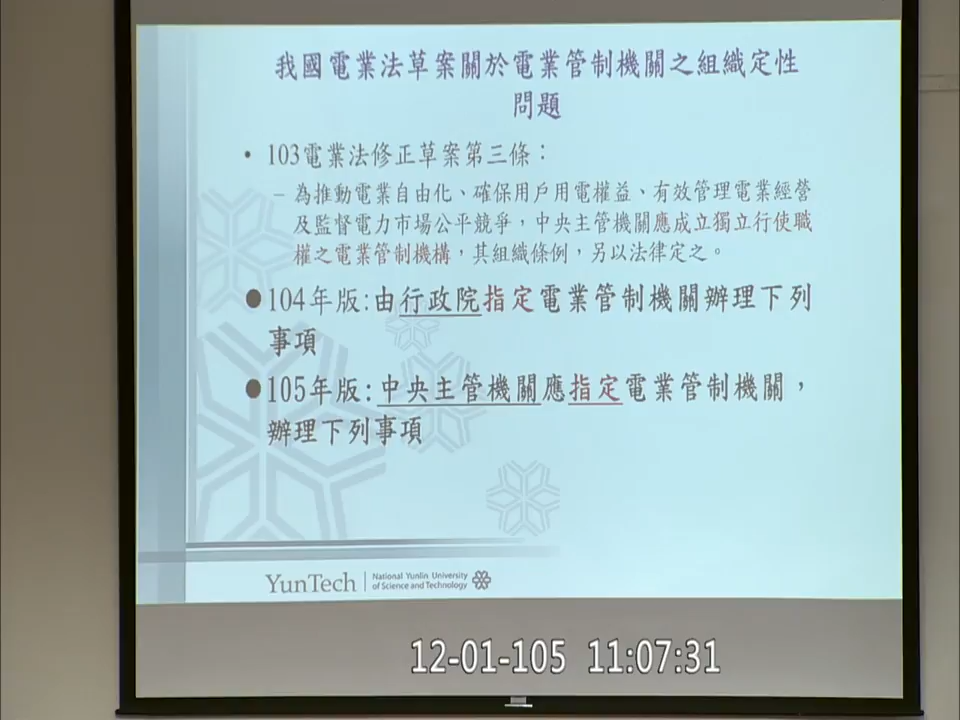 我國電業法草案關於電業管制機關之組織定性
問題
• 103電業法修正草案第三條：
– 為推動電業自由化、確保用戶用電權益、有效管理電業經營
及監督電力市場公平競爭，中央主管機關應成立獨立行使職
權之電業管制機構，其組織條例，另以法律定之。
●104年版:由行政院指定電業管制機關辦理下列
事項
●105年版:中央主管機關應指定電業管制機關，
辦理下列事項
YunTech
National Yunlin University
of Science and Technology
12-01-105 11:07:31